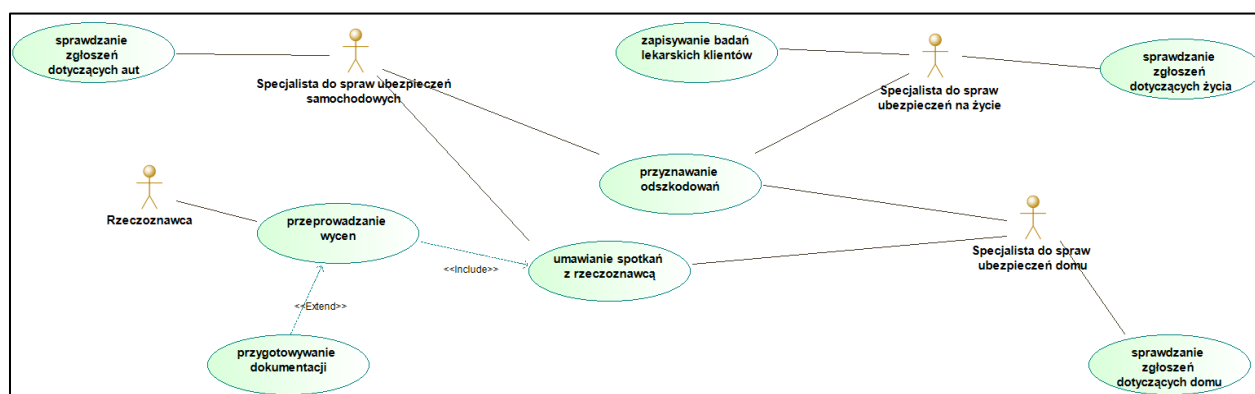 sprawdzanie
zgłoszeń
dotyczących aut
Specjalista do spraw ubezpieczeń
samochodowych
zapisywanie badań
lekarskich klientów
Specjalista do spraw
ubezpieczeń na życie
sprawdzanie
zgłoszeń
dotyczących życia
przyznawanie
odszkodowań
Rzeczoznawca
przeprowadzanie
wycen
<<Include>>
umawianie spotkań
z rzeczoznawcą
Specjalista do spraw
ubezpieczeń domu
<<Extend>>
przygotowywanie
dokumentacji
sprawdzanie
zgłoszeń
dotyczących domu